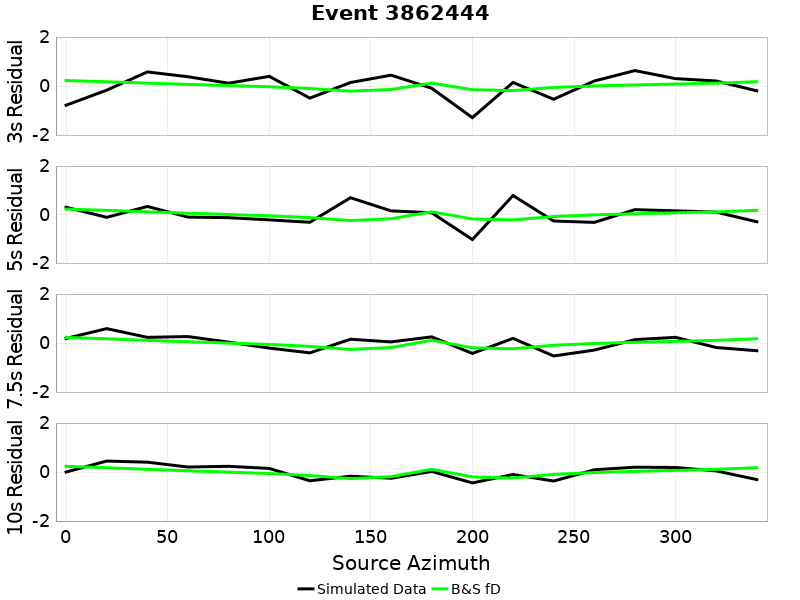 Event 3862444
3s Residual
2
0
-2
5s Residual
2
0
-2
7.5s Residual
2
0
-2
10s Residual
2
0
-2
0 50 100 150 200 250 300
Source Azimuth
Simulated Data B&S fD